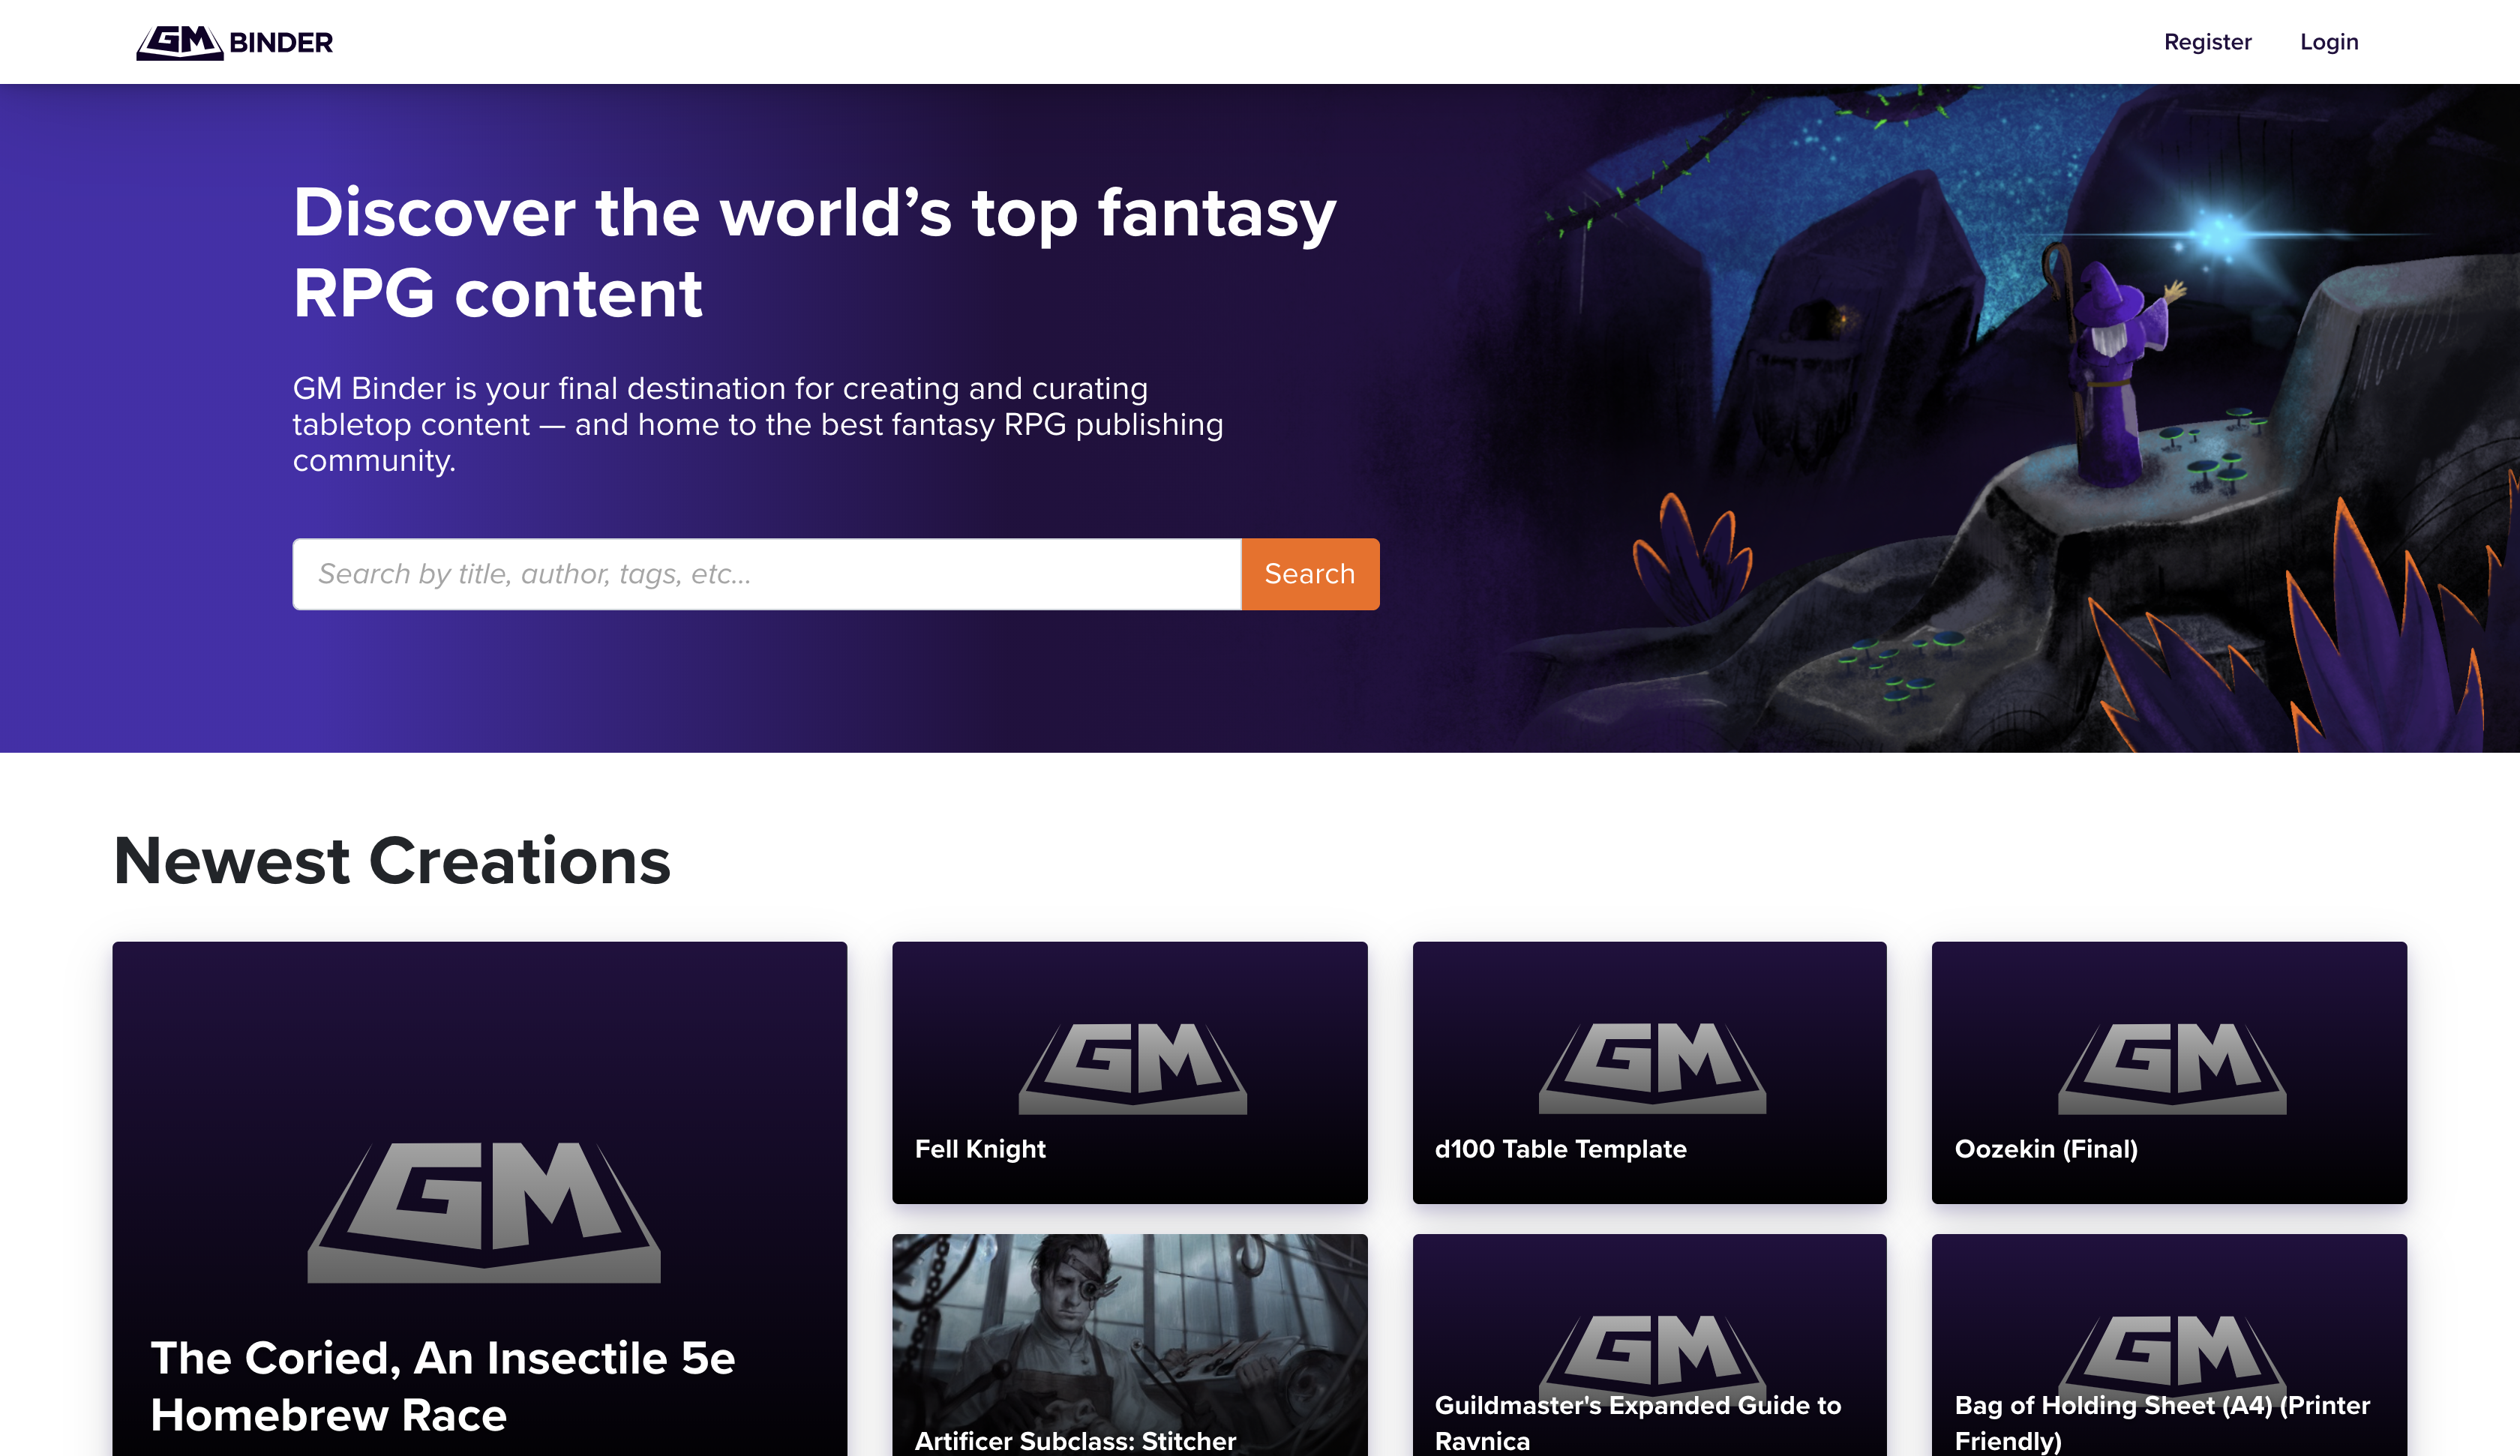 GM BINDER
Register
Login
Discover the world’s top fantasy
RPG content
GM Binder is your final destination for creating and curating
tabletop content — and home to the best fantasy RPG publishing
community.
Search by title, author, tags, etc...
Search
Newest Creations
GM
The Coried, An Insectile 5e
Homebrew Race
GM
Fell Knight
GM
d100 Table Template
GM
Oozekin (Final)
Artificer Subclass: Stitcher
GM
Guildmaster's Expanded Guide to
Ravnica
GM
Bag of Holding Sheet (A4) (Printer
Friendly)